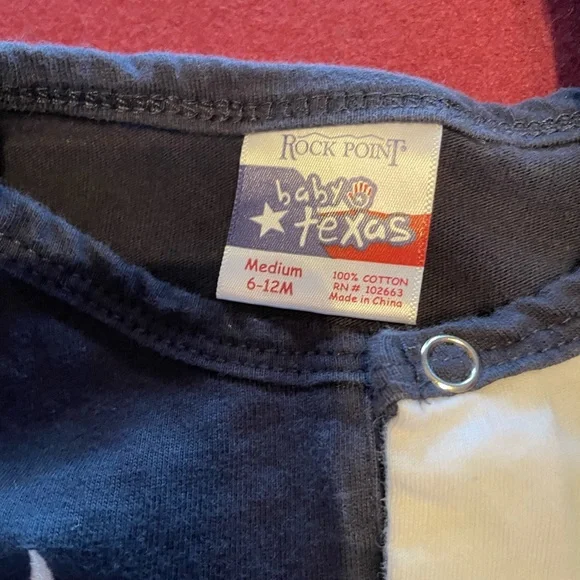 ROCK POINT
baby
texas
Medium
6-12M
100% COTTON
RN # 102663
Made in China